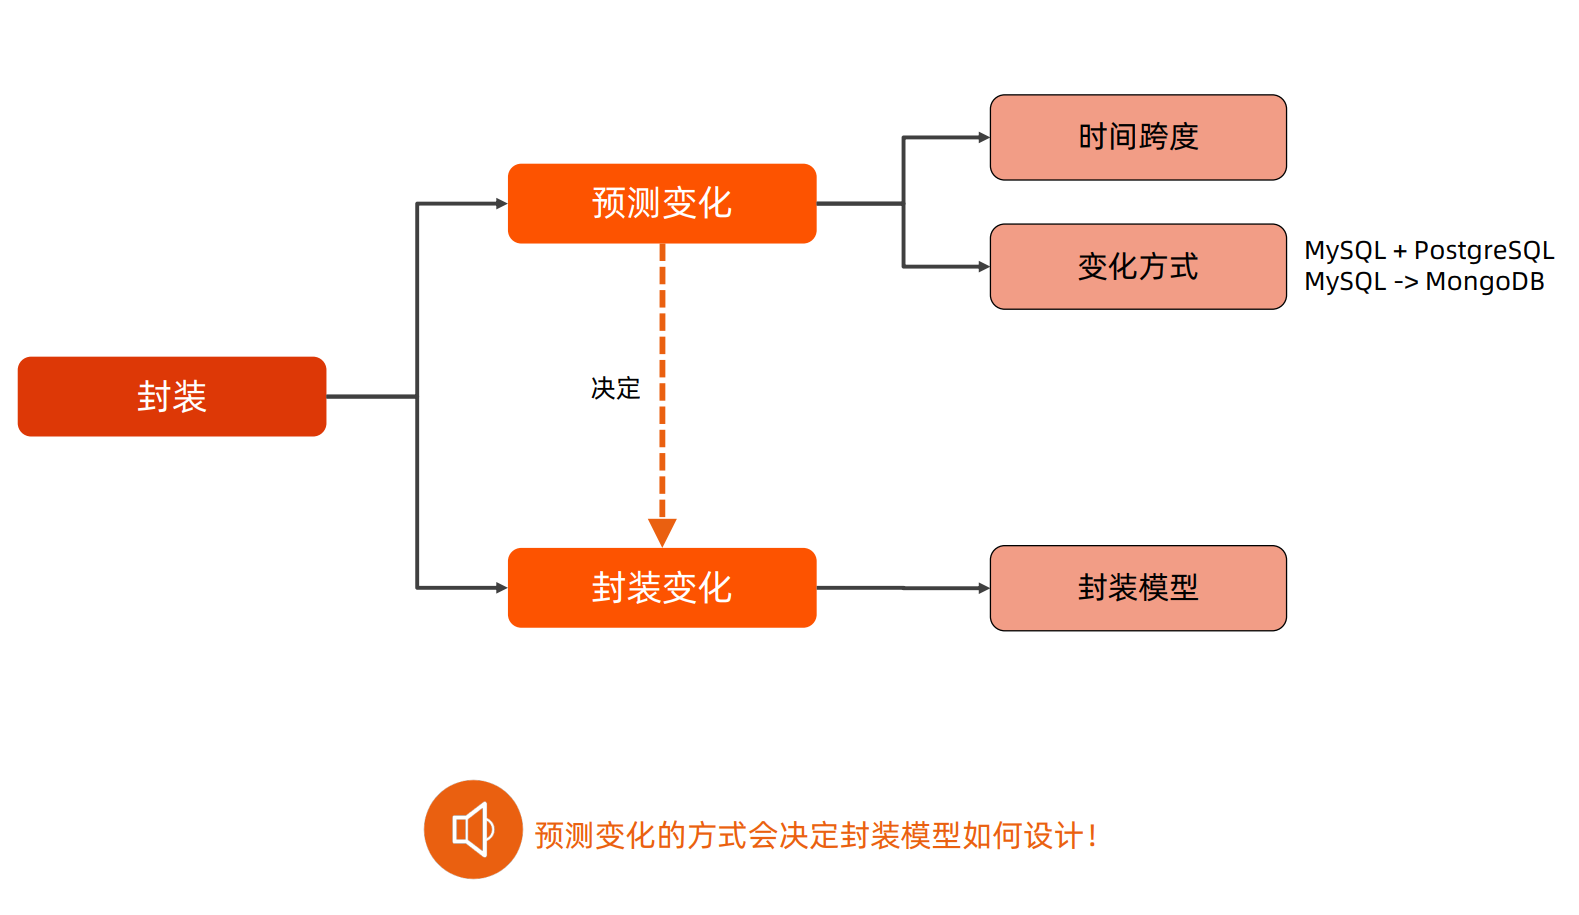 时间跨度
预测变化
变化方式
MySQL + PostgreSQL
MySQL -> MongoDB
封装
决定
封装变化
封装模型
预测变化的方式会决定封装模型如何设计!